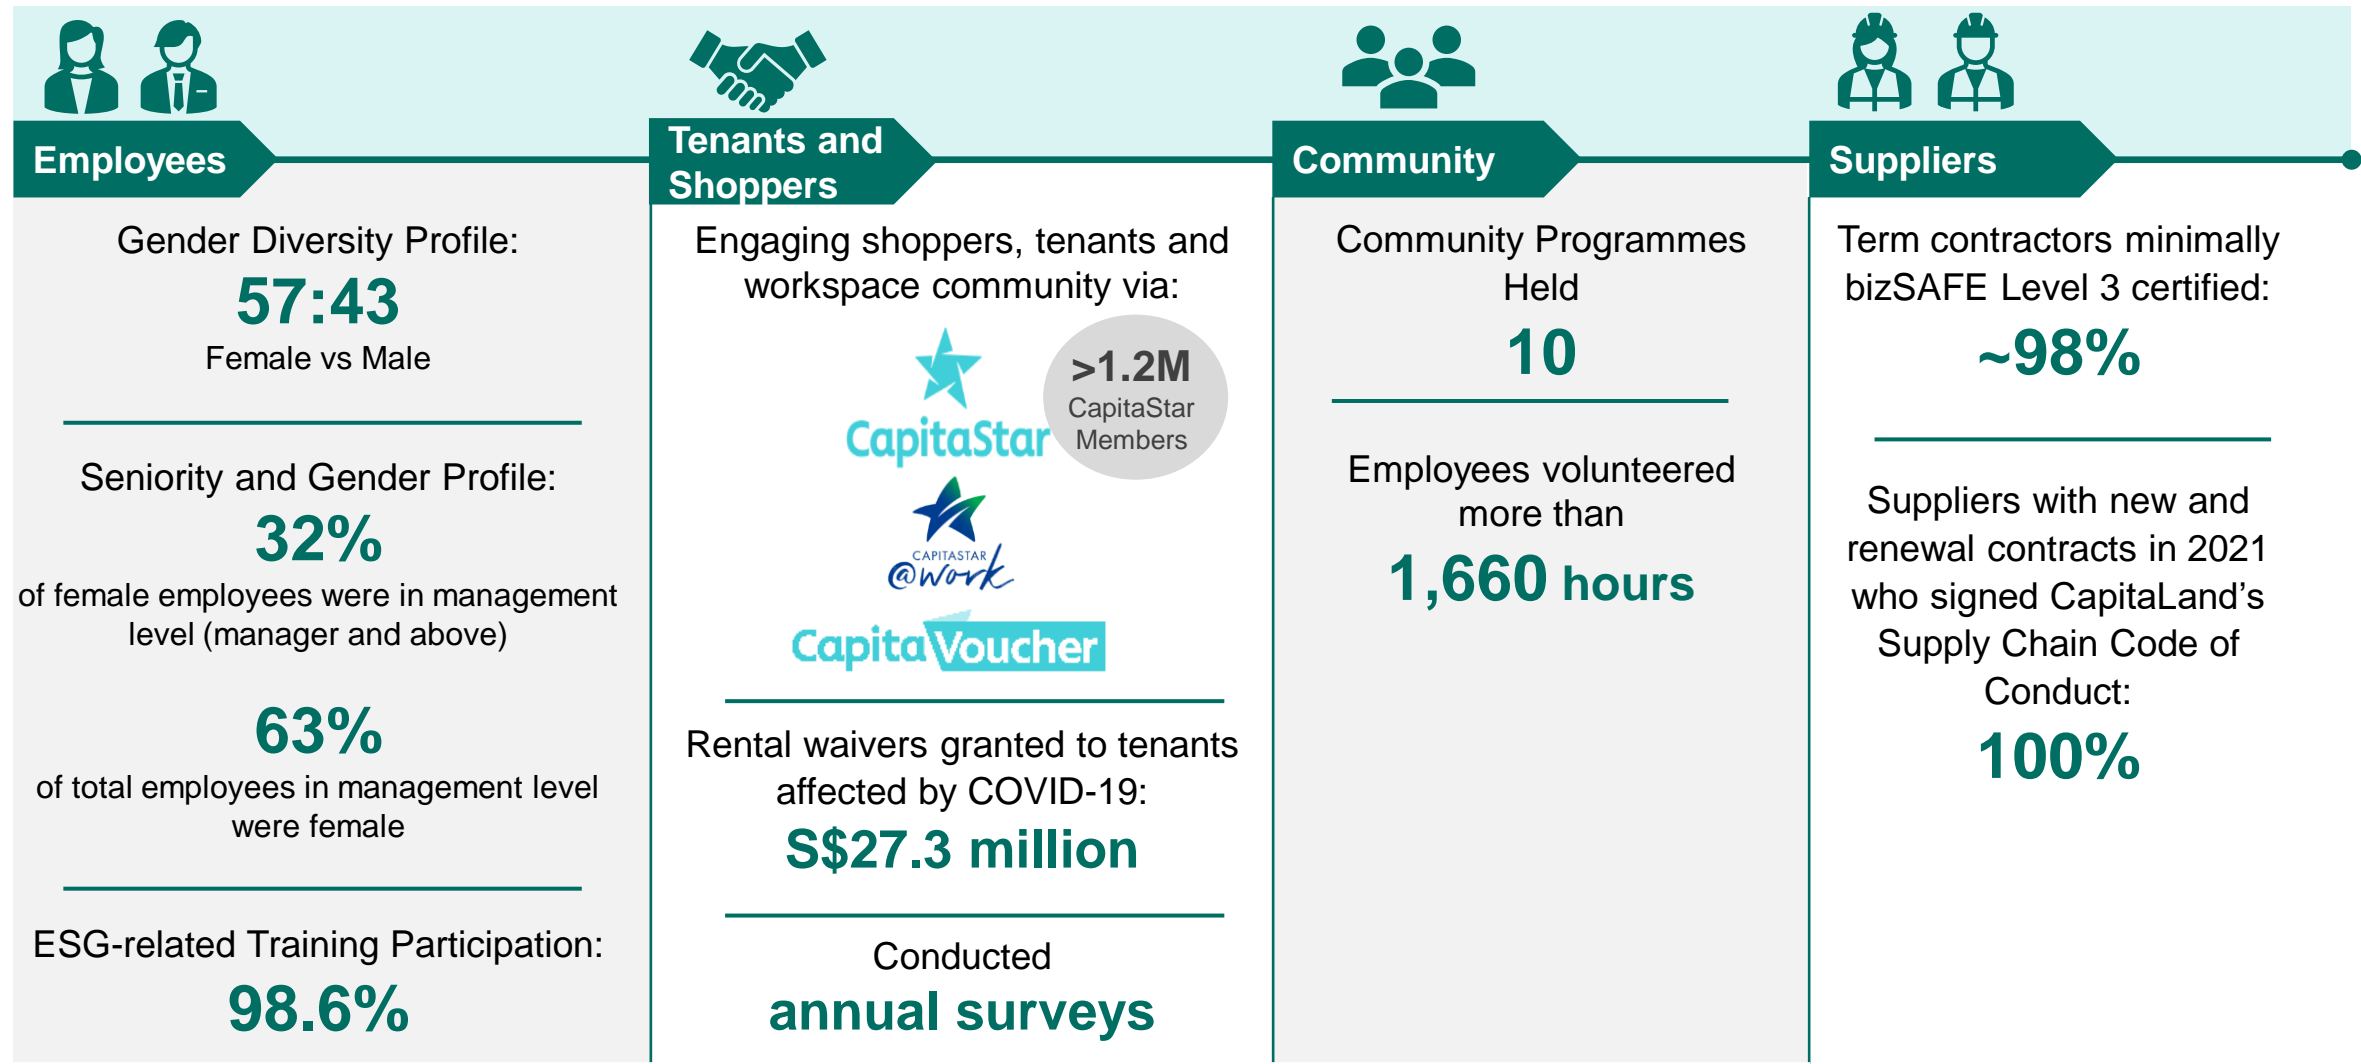 Employees
Gender Diversity Profile:
57:43
Female vs Male
Seniority and Gender Profile:
32%
of female employees were in management
level (manager and above)
63%
of total employees in management level
were female
ESG-related Training Participation:
98.6%
Tenants and
Shoppers
Engaging shoppers, tenants and
workspace community via:
CapitaStar
>1.2M
CapitaStar
Members
CAPITASTAR
@work
CapitaVoucher
Rental waivers granted to tenants
affected by COVID-19:
S$27.3 million
Conducted
annual surveys
Community
Community Programmes
Held
10
Employees volunteered
more than
1,660 hours
Suppliers
Term contractors minimally
bizSAFE Level 3 certified:
~98%
Suppliers with new and
renewal contracts in 2021
who signed CapitaLand’s
Supply Chain Code of
Conduct:
100%